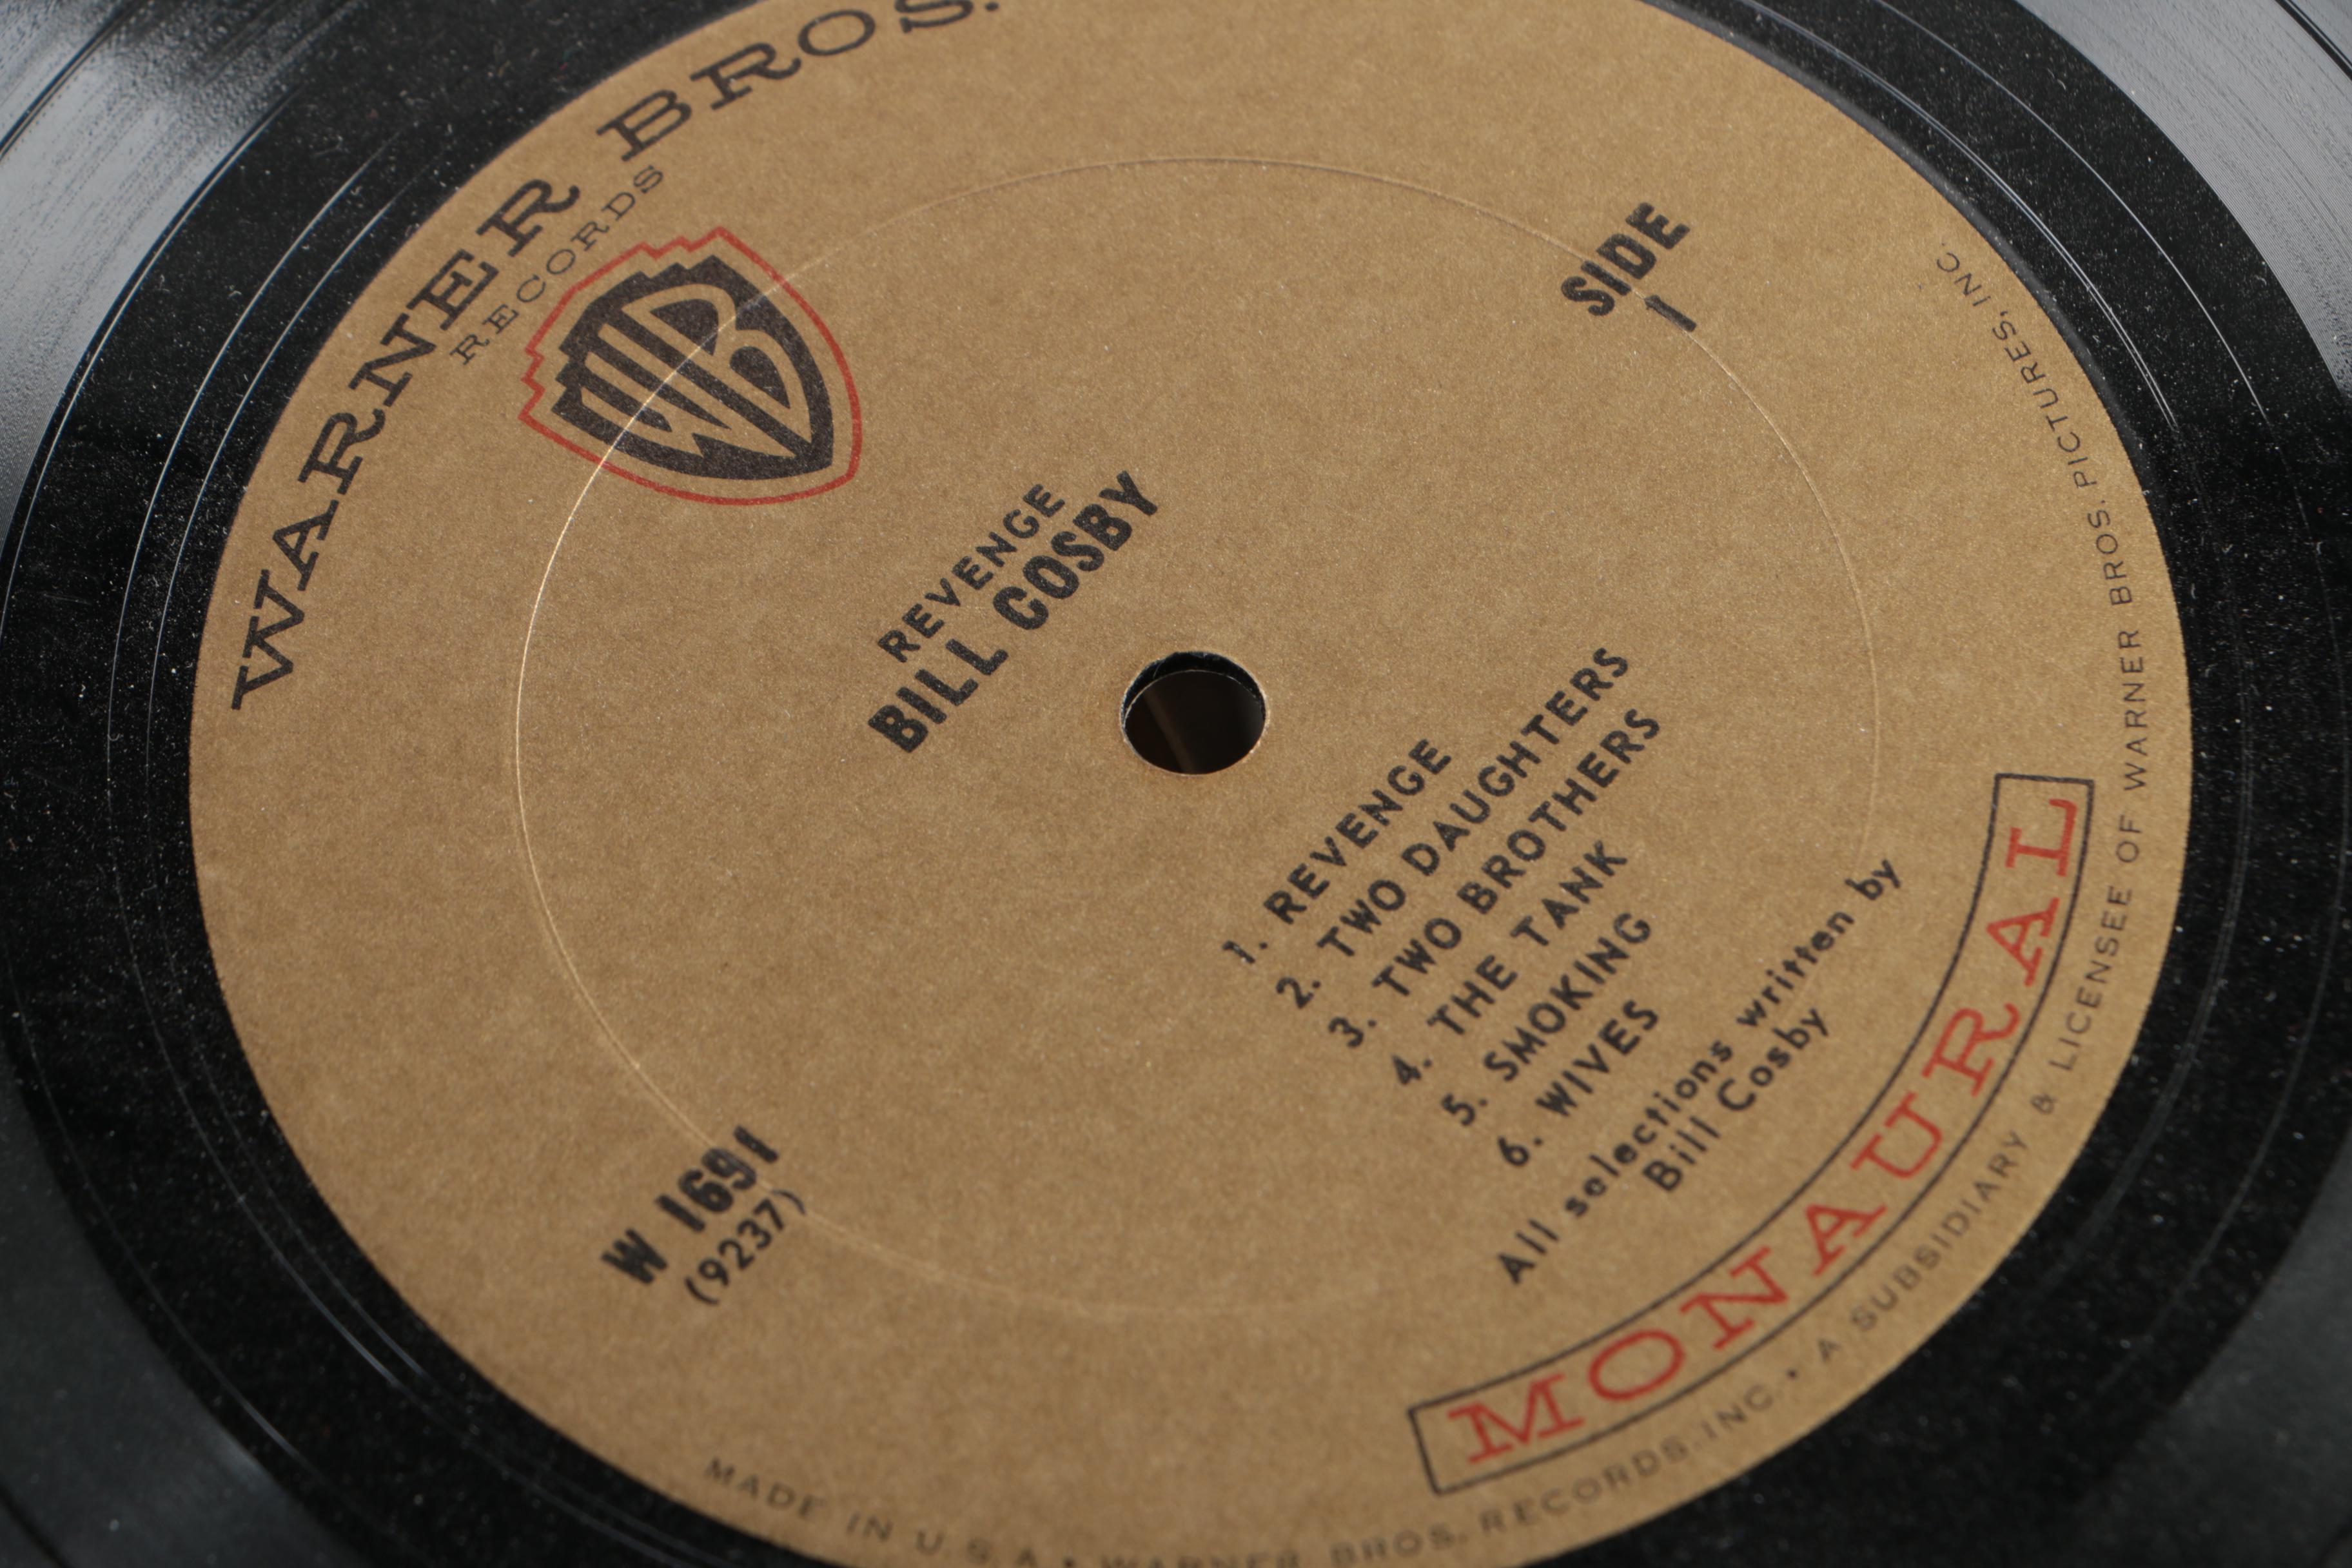 WARNER BROS.
RECORDS
WB
REVENGE
BILL COSBY
SIDE
1
W 1691
(9237)
1. REVENGE
2. TWO DAUGHTERS
3. TWO BROTHERS
4. THE TANK
5. SMOKING
6. WIVES
All selections written by
Bill Cosby
MONAURAL
MADE IN U.S.A. • WARNER BROS. RECORDS, INC. • A SUBSIDIARY & LICENSEE OF WARNER BROS. PICTURES, INC.